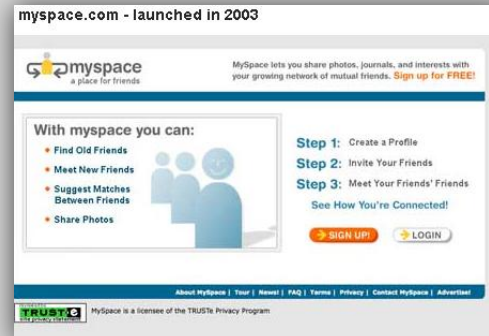 myspace.com - launched in 2003
myspace
a place for friends
MySpace lets you share photos, journals, and interests with
your growing network of mutual friends. Sign up for FREE!
With myspace you can:
Find Old Friends
Meet New Friends
Suggest Matches
Between Friends
Share Photos
Step 1: Create a Profile
Step 2: Invite Your Friends
Step 3: Meet Your Friends' Friends
See How You're Connected!
SIGN UP!
LOGIN
About MySpace | Tour | News! | FAQ | Terms | Privacy | Contact MySpace | Advertise!
TRUSTe
site privacy statement
MySpace is a licensee of the TRUSTe Privacy Program